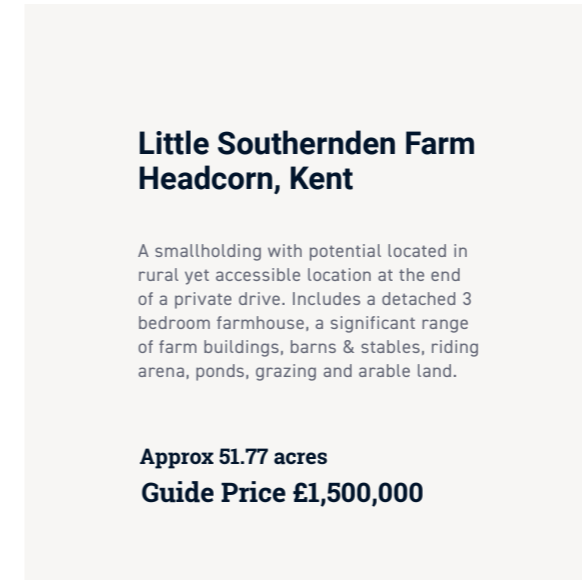 Little Southernden Farm
Headcorn, Kent
A smallholding with potential located in
rural yet accessible location at the end
of a private drive. Includes a detached 3
bedroom farmhouse, a significant range
of farm buildings, barns & stables, riding
arena, ponds, grazing and arable land.
Approx 51.77 acres
Guide Price £1,500,000